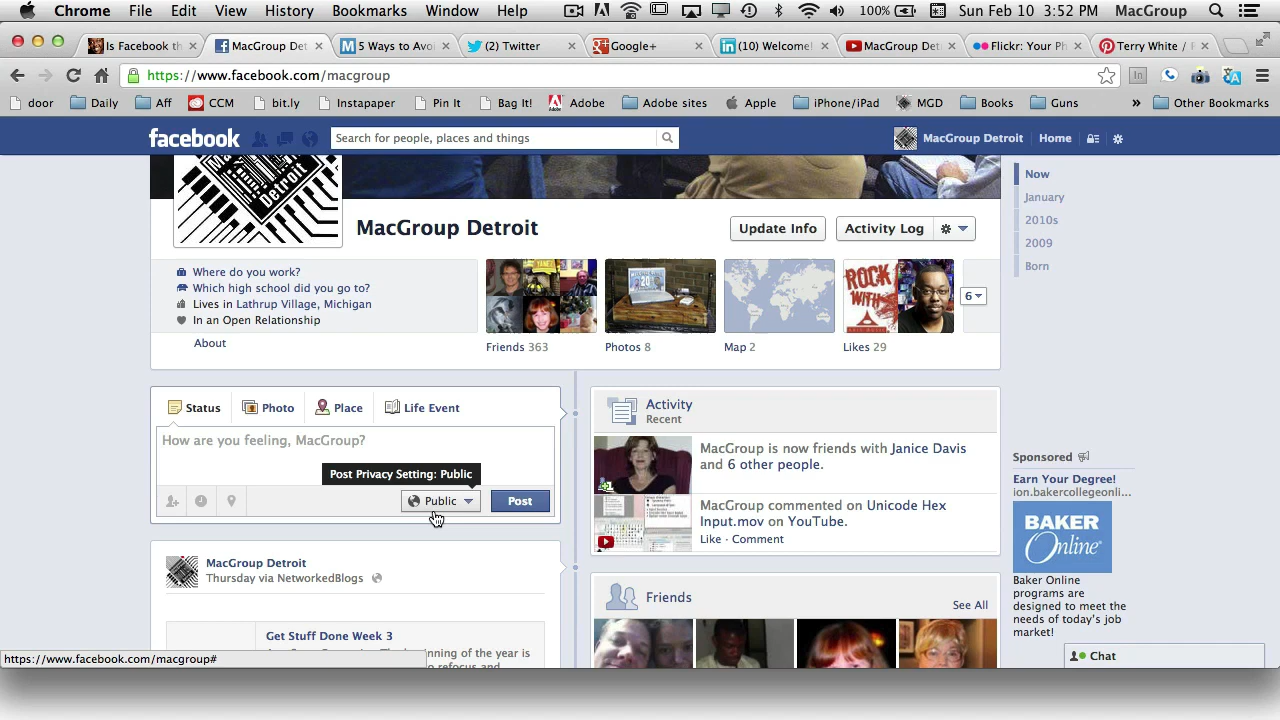 Chrome File Edit View History Bookmarks Window Help 100% Sun Feb 10 3:52 PM MacGroup
Is Facebook th MacGroup Det 5 Ways to Avo (2) Twitter Google+ (10) Welcome! MacGroup Det Flickr: Your Ph Terry White / P
https://www.facebook.com/macgroup
door Daily Aff CCM bit.ly Instapaper Pin It Bag It! Adobe Adobe sites Apple iPhone/iPad MGD Books Guns » Other Bookmarks
facebook Search for people, places and things MacGroup Detroit Home
Detroit
MacGroup Detroit
Update Info
Activity Log
Now
January
2010s
2009
Born
Where do you work?
Which high school did you go to?
Lives in Lathrup Village, Michigan
In an Open Relationship
About
Friends 363
Photos 8
Map 2
ROCK
WITH
Likes 29
6
Status Photo Place Life Event
How are you feeling, MacGroup?
Post Privacy Setting: Public
Public Post
Activity
Recent
MacGroup is now friends with Janice Davis
and 6 other people.
MacGroup commented on Unicode Hex
Input.mov on YouTube.
Like · Comment
Sponsored
Earn Your Degree!
ion.bakercollegeonli...
BAKER
Online
Baker Online
programs are
designed to meet the
needs of today's job
market!
MacGroup Detroit
Thursday via NetworkedBlogs
Get Stuff Done Week 3
nning of the year is
o refocus and
Friends
See All
https://www.facebook.com/macgroup#
Chat